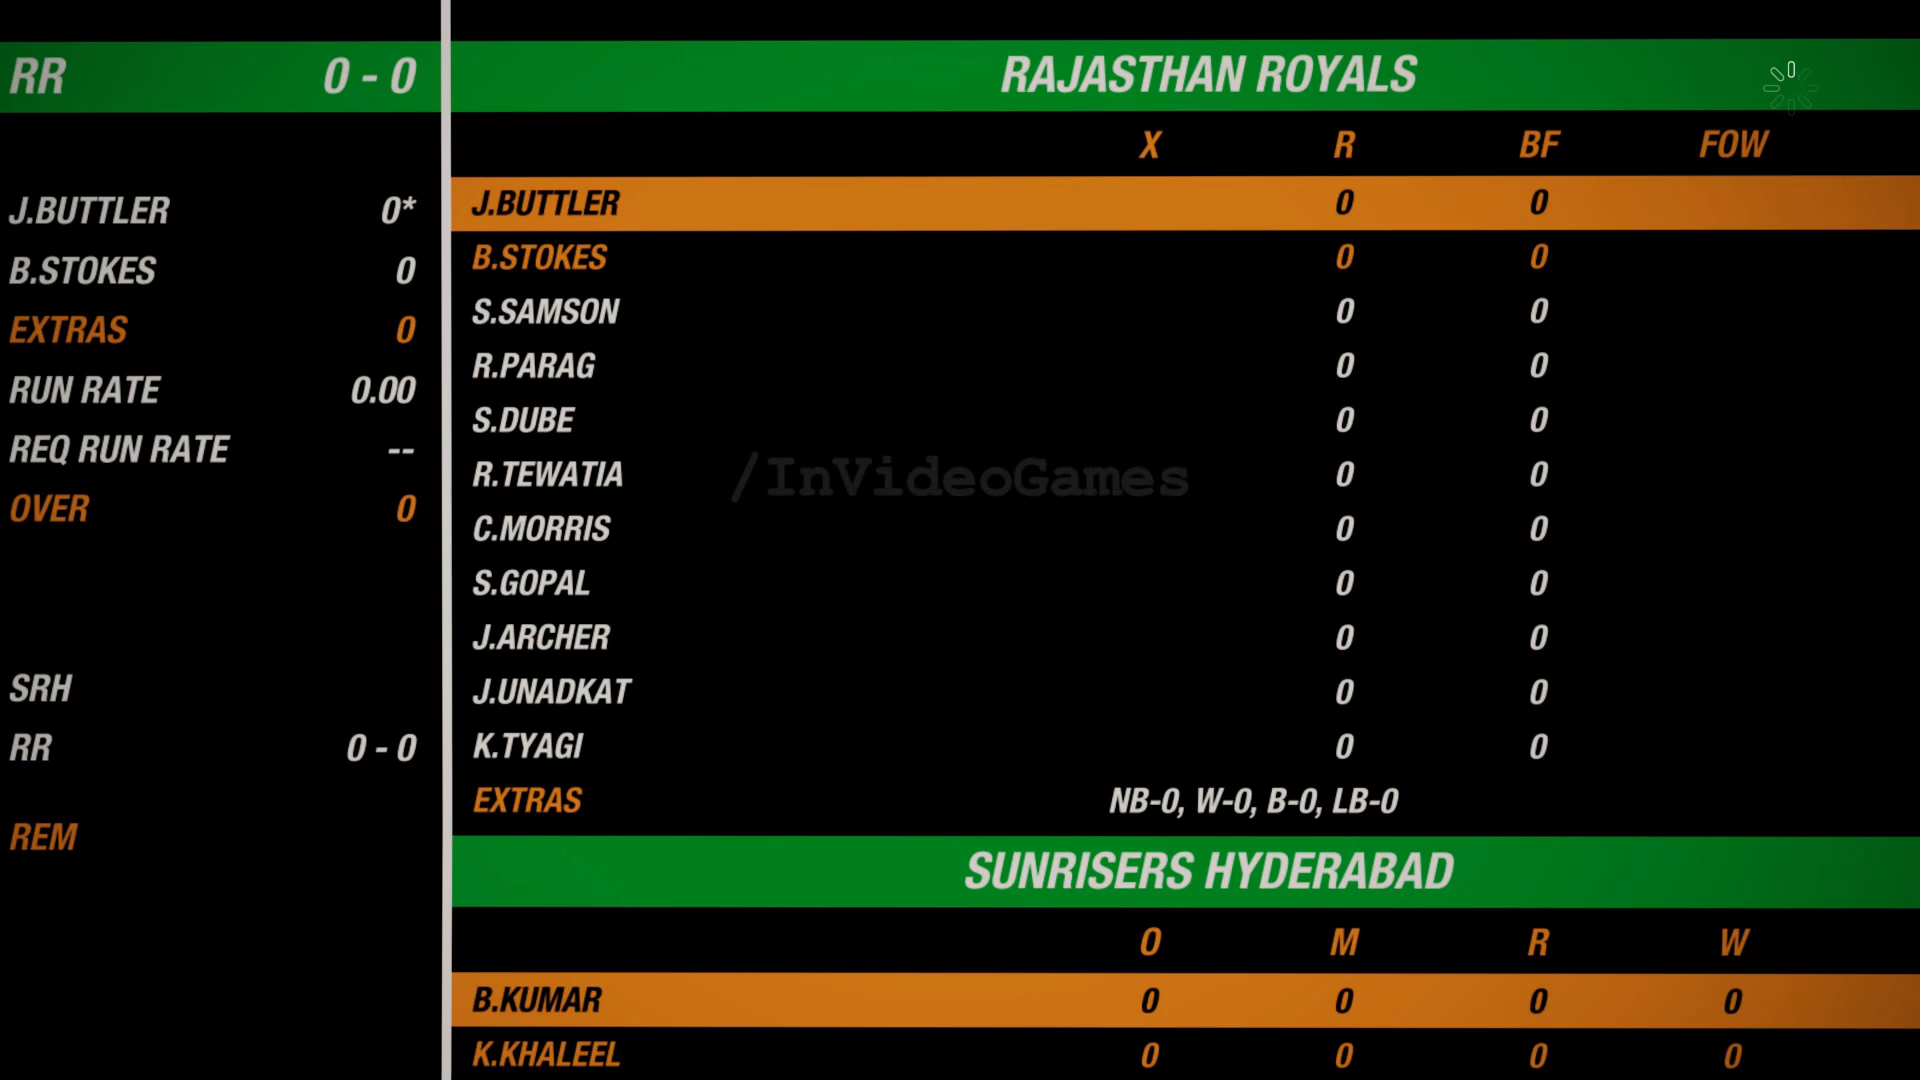 RR 0 - 0
J.BUTTLER 0*
B.STOKES 0
EXTRAS 0
RUN RATE 0.00
REQ RUN RATE --
OVER 0
SRH
RR 0 - 0
REM
RAJASTHAN ROYALS
X R BF FOW
J.BUTTLER 0 0
B.STOKES 0 0
S.SAMSON 0 0
R.PARAG 0 0
S.DUBE 0 0
R.TEWATIA 0 0
/InVideoGames
C.MORRIS 0 0
S.GOPAL 0 0
J.ARCHER 0 0
J.UNADKAT 0 0
K.TYAGI 0 0
EXTRAS NB-0, W-0, B-0, LB-0
SUNRISERS HYDERABAD
O M R W
B.KUMAR 0 0 0 0
K.KHALEEL 0 0 0 0